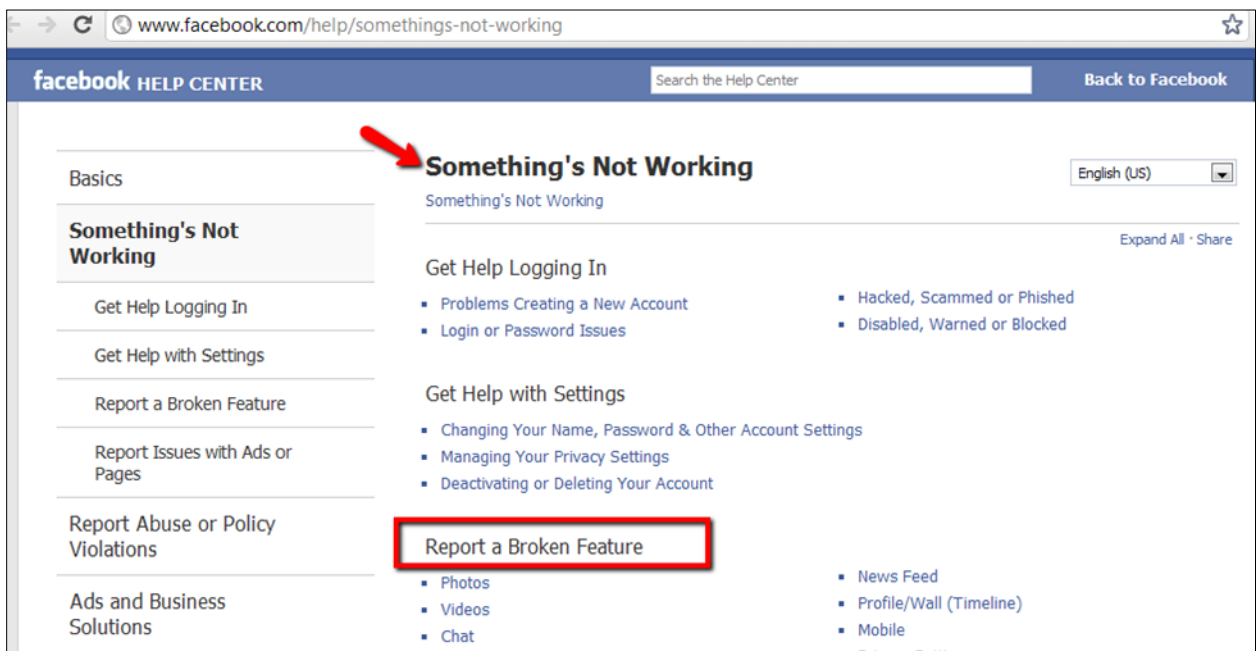 www.facebook.com/help/somethings-not-working
facebook HELP CENTER
Search the Help Center
Back to Facebook
Basics
Something's Not
Working
Get Help Logging In
Get Help with Settings
Report a Broken Feature
Report Issues with Ads or
Pages
Report Abuse or Policy
Violations
Ads and Business
Solutions
Something's Not Working
English (US)
Something's Not Working
Expand All · Share
Get Help Logging In
Problems Creating a New Account
Login or Password Issues
Hacked, Scammed or Phished
Disabled, Warned or Blocked
Get Help with Settings
Changing Your Name, Password & Other Account Settings
Managing Your Privacy Settings
Deactivating or Deleting Your Account
Report a Broken Feature
Photos
Videos
Chat
News Feed
Profile/Wall (Timeline)
Mobile